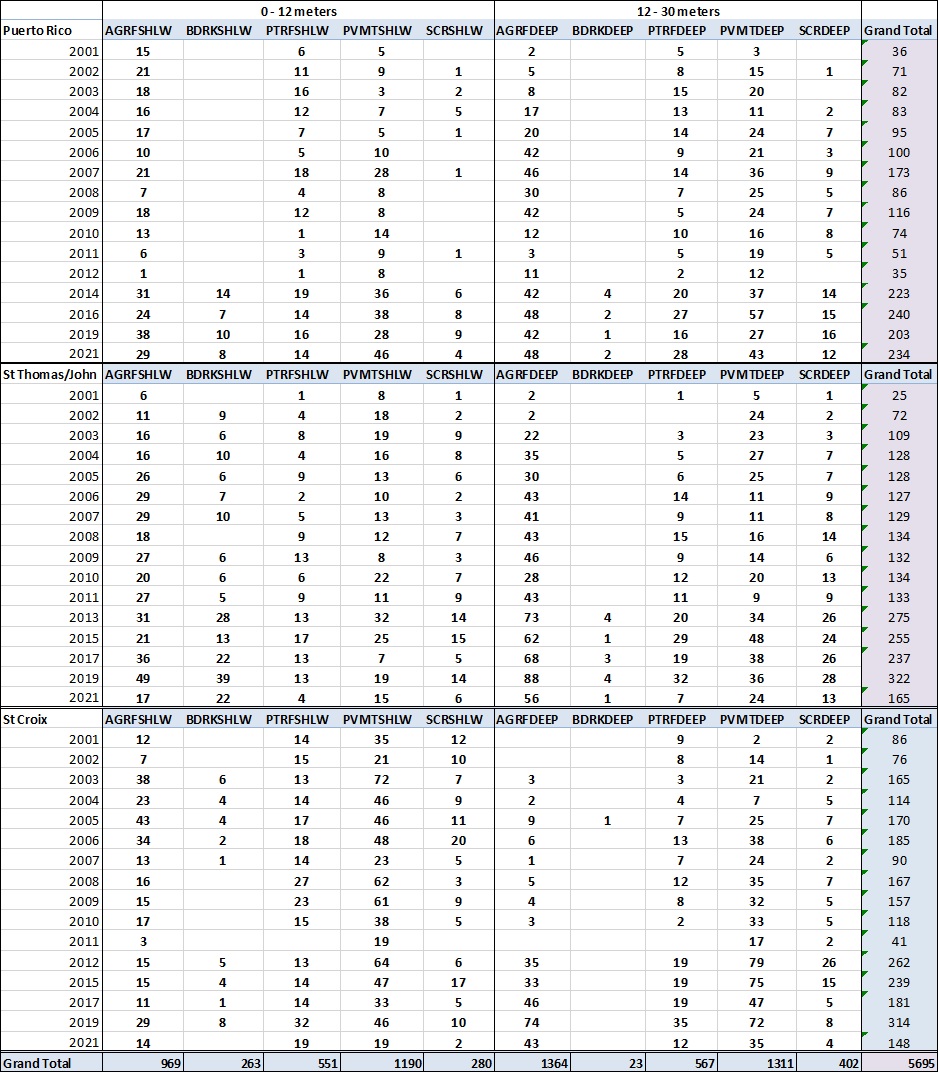 0 - 12 meters 12 - 30 meters
Puerto Rico AGRFSHLW BDRKSHLW PTRFSHLW PVMTSHLW SCRSHLW AGRFDEEP BDRKDEEP PTRFDEEP PVMTDEEP SCRDEEP Grand Total
2001 15 6 5 2 5 3 36
2002 21 11 9 1 5 8 15 1 71
2003 18 16 3 2 8 15 20 82
2004 16 12 7 5 17 13 11 2 83
2005 17 7 5 1 20 14 24 7 95
2006 10 5 10 42 9 21 3 100
2007 21 18 28 1 46 14 36 9 173
2008 7 4 8 30 7 25 5 86
2009 18 12 8 42 5 24 7 116
2010 13 1 14 12 10 16 8 74
2011 6 3 9 1 3 5 19 5 51
2012 1 1 8 11 2 12 35
2014 31 14 19 36 6 42 4 20 37 14 223
2016 24 7 14 38 8 48 2 27 57 15 240
2019 38 10 16 28 9 42 1 16 27 16 203
2021 29 8 14 46 4 48 2 28 43 12 234
St Thomas/John AGRFSHLW BDRKSHLW PTRFSHLW PVMTSHLW SCRSHLW AGRFDEEP BDRKDEEP PTRFDEEP PVMTDEEP SCRDEEP Grand Total
2001 6 1 8 1 2 1 5 1 25
2002 11 9 4 18 2 2 24 2 72
2003 16 6 8 19 9 22 3 23 3 109
2004 16 10 4 16 8 35 5 27 7 128
2005 26 6 9 13 6 30 6 25 7 128
2006 29 7 2 10 2 43 14 11 9 127
2007 29 10 5 13 3 41 9 11 8 129
2008 18 9 12 7 43 15 16 14 134
2009 27 6 13 8 3 46 9 14 6 132
2010 20 6 6 22 7 28 12 20 13 134
2011 27 5 9 11 9 43 11 9 9 133
2013 31 28 13 32 14 73 4 20 34 26 275
2015 21 13 17 25 15 62 1 29 48 24 255
2017 36 22 13 7 5 68 3 19 38 26 237
2019 49 39 13 19 14 88 4 32 36 28 322
2021 17 22 4 15 6 56 1 7 24 13 165
St Croix AGRFSHLW BDRKSHLW PTRFSHLW PVMTSHLW SCRSHLW AGRFDEEP BDRKDEEP PTRFDEEP PVMTDEEP SCRDEEP Grand Total
2001 12 14 35 12 9 2 2 86
2002 7 15 21 10 8 14 1 76
2003 38 6 13 72 7 3 3 21 2 165
2004 23 4 14 46 9 2 4 7 5 114
2005 43 4 17 46 11 9 1 7 25 7 170
2006 34 2 18 48 20 6 13 38 6 185
2007 13 1 14 23 5 1 7 24 2 90
2008 16 27 62 3 5 12 35 7 167
2009 15 23 61 9 4 8 32 5 157
2010 17 15 38 5 3 2 33 5 118
2011 3 19 17 2 41
2012 15 5 13 64 6 35 19 79 26 262
2015 15 4 14 47 17 33 19 75 15 239
2017 11 1 14 33 5 46 19 47 5 181
2019 29 8 32 46 10 74 35 72 8 314
2021 14 19 19 2 43 12 35 4 148
Grand Total 969 263 551 1190 280 1364 23 567 1311 402 5695